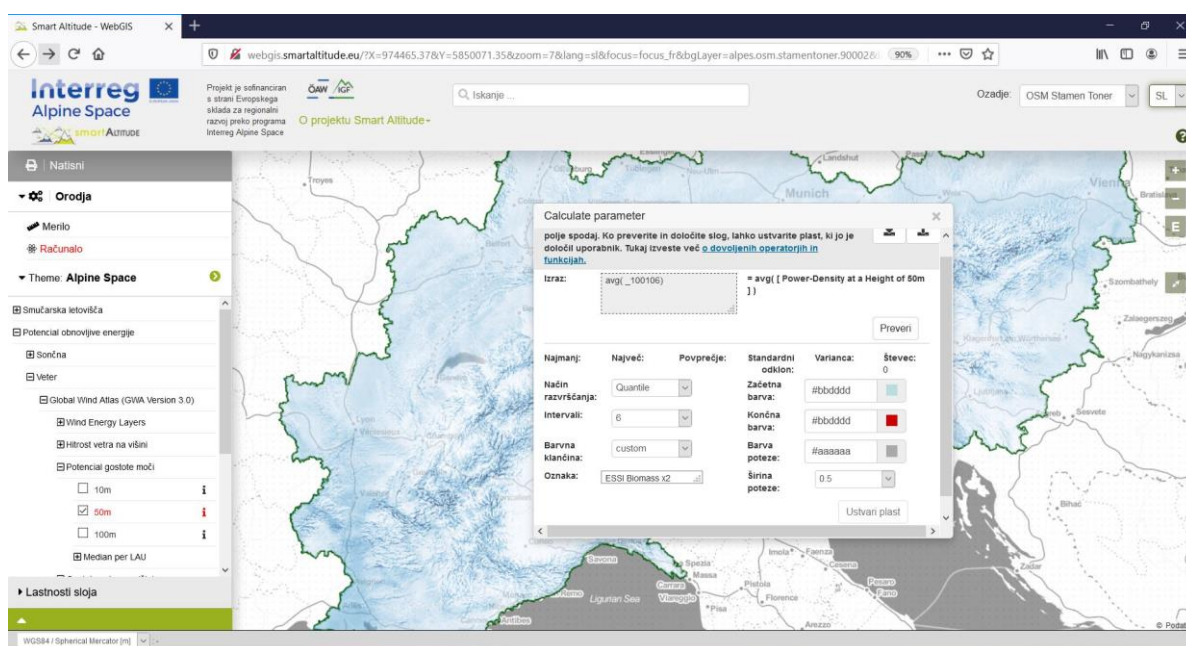 Smart Altitude - WebGIS
webgis.smartaltitude.eu/?X=974465.37&Y=5850071.35&zoom=7&lang=sl&focus=focus_fr&bgLayer=alpes.osm.stamentoner.90002&
90%
Interreg
Alpine Space
smartAltitude
Projekt je sofinanciran
s strani Evropskega
sklada za regionalni
razvoj preko programa
Interreg Alpine Space
ÖAW IGF
O projektu Smart Altitude
Iskanje ...
Ozadje: OSM Stamen Toner
SL
Natisni
Orodja
Merilo
Računalo
Theme: Alpine Space
Smučarska letovišča
Potencial obnovljive energije
Sončna
Veter
Global Wind Atlas (GWA Version 3.0)
Wind Energy Layers
Hitrost vetra na višini
Potencial gostote moči
10m
50m
100m
Median per LAU
Lastnosti sloja
WGS84 / Spherical Mercator [m]
Calculate parameter
polje spodaj. Ko preverite in določite slog, lahko ustvarite plast, ki jo je
določil uporabnik. Tukaj izveste več o dovoljenih operatorjih in
funkcijah.
Izraz:
avg( _100106)
= avg( [ Power-Density at a Height of 50m
] )
Preveri
Najmanj: Največ: Povprečje: Standardni odklon: Varianca: Števec:
0
Način razvrščanja: Quantile
Začetna barva: #bbdddd
Intervali: 6
Končna barva: #bbdddd
Barvna klančina: custom
Barva poteze: #aaaaaa
Oznaka: ESSI Biomass x2
Širina poteze: 0.5
Ustvari plast
Troyes
Landshut
Munich
Vienna
Szombathely
Zalaegerszeg
Nagykanizsa
Sesvete
Bihać
Zadar
Savona
La Spezia
Massa
Carrara
Viareggio
Pisa
Pistoia
Florence
Imola
Faenza
Cesena
Pesaro
Fano
Arezzo
Ligurian Sea
Antibes
E